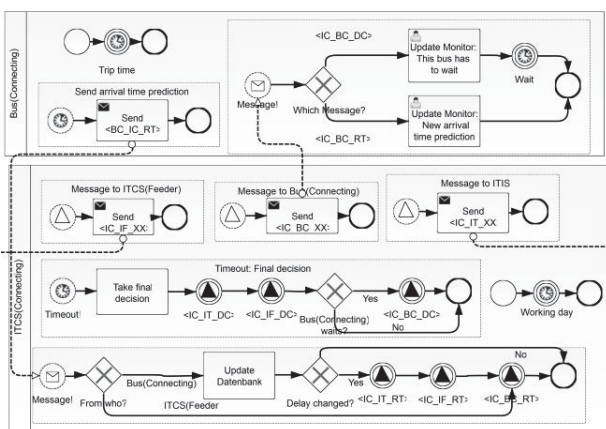 Bus(Connecting)
Trip time
Send arrival time prediction
Send
<BC_IC_RT>
Message!
Which Message?
<IC_BC_DC>
Update Monitor:
This bus has
to wait
Wait
Update Monitor:
New arrival
time prediction
<IC_BC_RT>
ITCS(Connecting)
Message to ITCS(Feeder)
Send
<IC_IF_XX:
Message to Bus(Connecting)
Send
<IC_BC_XX:
Message to ITIS
Send
<IC_IT_XX
Timeout: Final decision
Timeout!
Take final
decision
<IC_IT_DC>
<IC_IF_DC>
Bus(Connecting)
waits?
Yes
No
<IC_BC_DC>
Working day
Message!
From who?
Bus(Connecting)
ITCS(Feeder
Update
Datenbank
Delay changed?
Yes
No
<IC_IT_RT>
<IC_IF_RT>